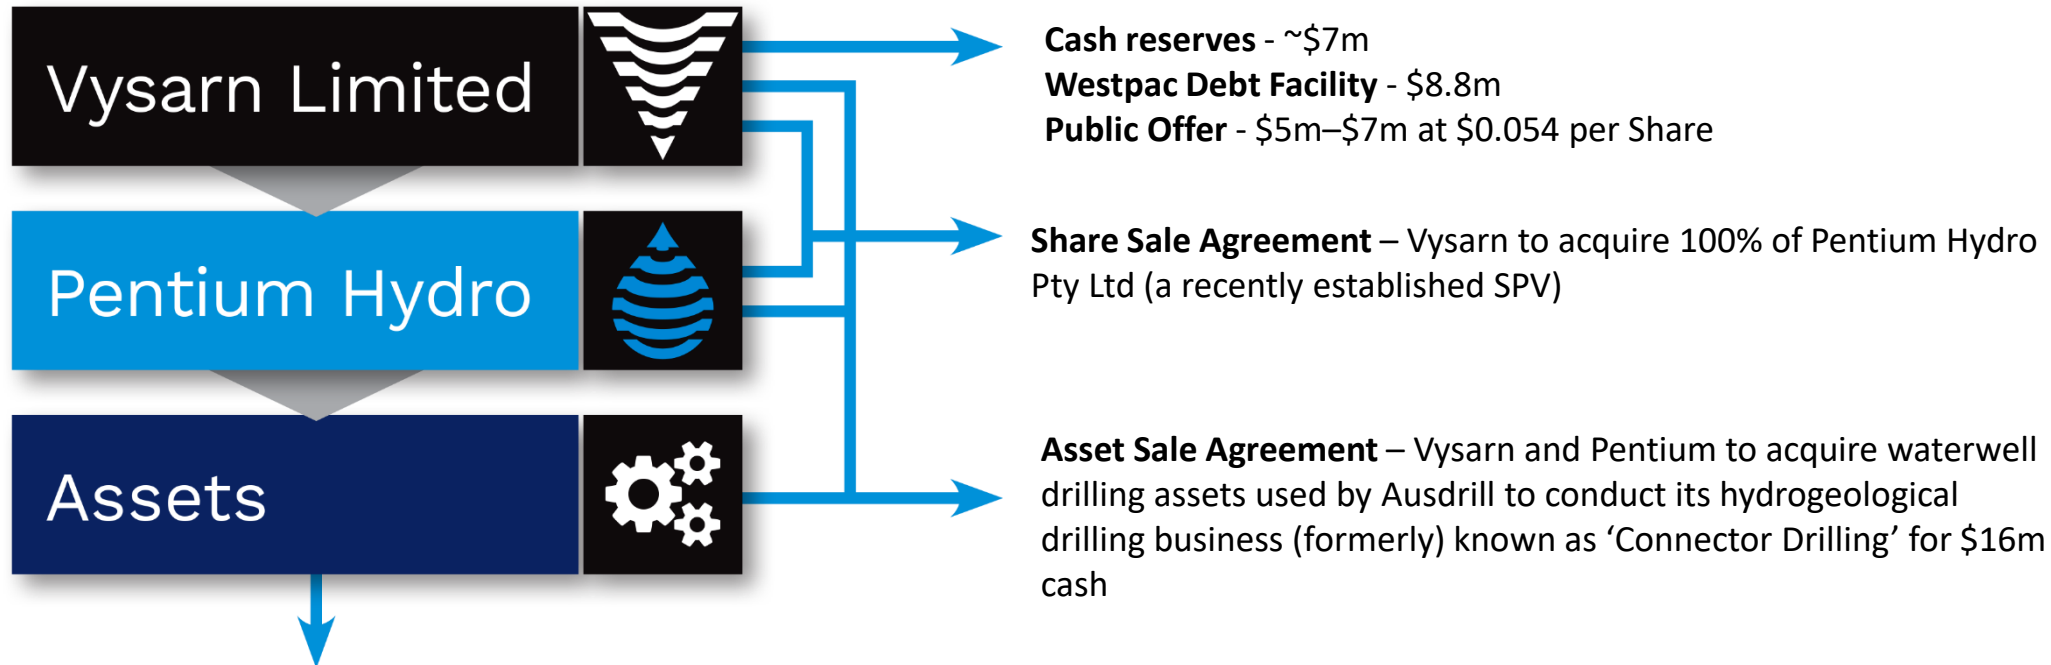 Vysarn Limited
Cash reserves - ~$7m
Westpac Debt Facility - $8.8m
Public Offer - $5m–$7m at $0.054 per Share
Pentium Hydro
Share Sale Agreement – Vysarn to acquire 100% of Pentium Hydro
Pty Ltd (a recently established SPV)
Assets
Asset Sale Agreement – Vysarn and Pentium to acquire waterwell
drilling assets used by Ausdrill to conduct its hydrogeological
drilling business (formerly) known as ‘Connector Drilling’ for $16m
cash